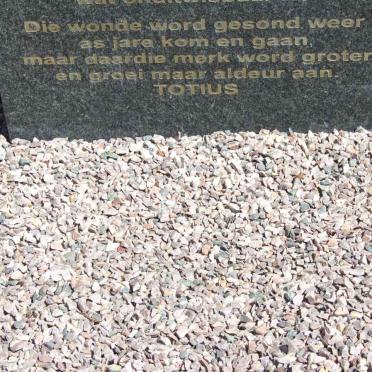 Die wonde word gesond weer
as jare kom en gaan,
maar daardie merk word groter
en groei maar aldeur aan.
TOTIUS